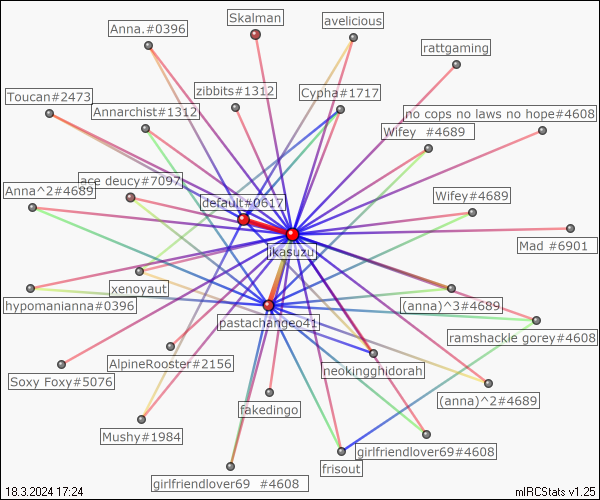 Skalman
avelicious
Anna.#0396
rattgaming
zibbits#1312
Cypha#1717
Toucan#2473
Annarchist#1312
no cops no laws no hope#4608
Wifey #4689
ace deucy#7097
Anna^2#4689
default#0617
Wifey#4689
jkasuzu
Mad #6901
xenoyaut
hypomanianna#0396
(anna)^3#4689
pastachangeo41
ramshackle gorey#4608
AlpineRooster#2156
neokingghidorah
Soxy Foxy#5076
(anna)^2#4689
fakedingo
Mushy#1984
girlfriendlover69#4608
frisout
girlfriendlover69 #4608
18.3.2024 17:24
mIRCStats v1.25